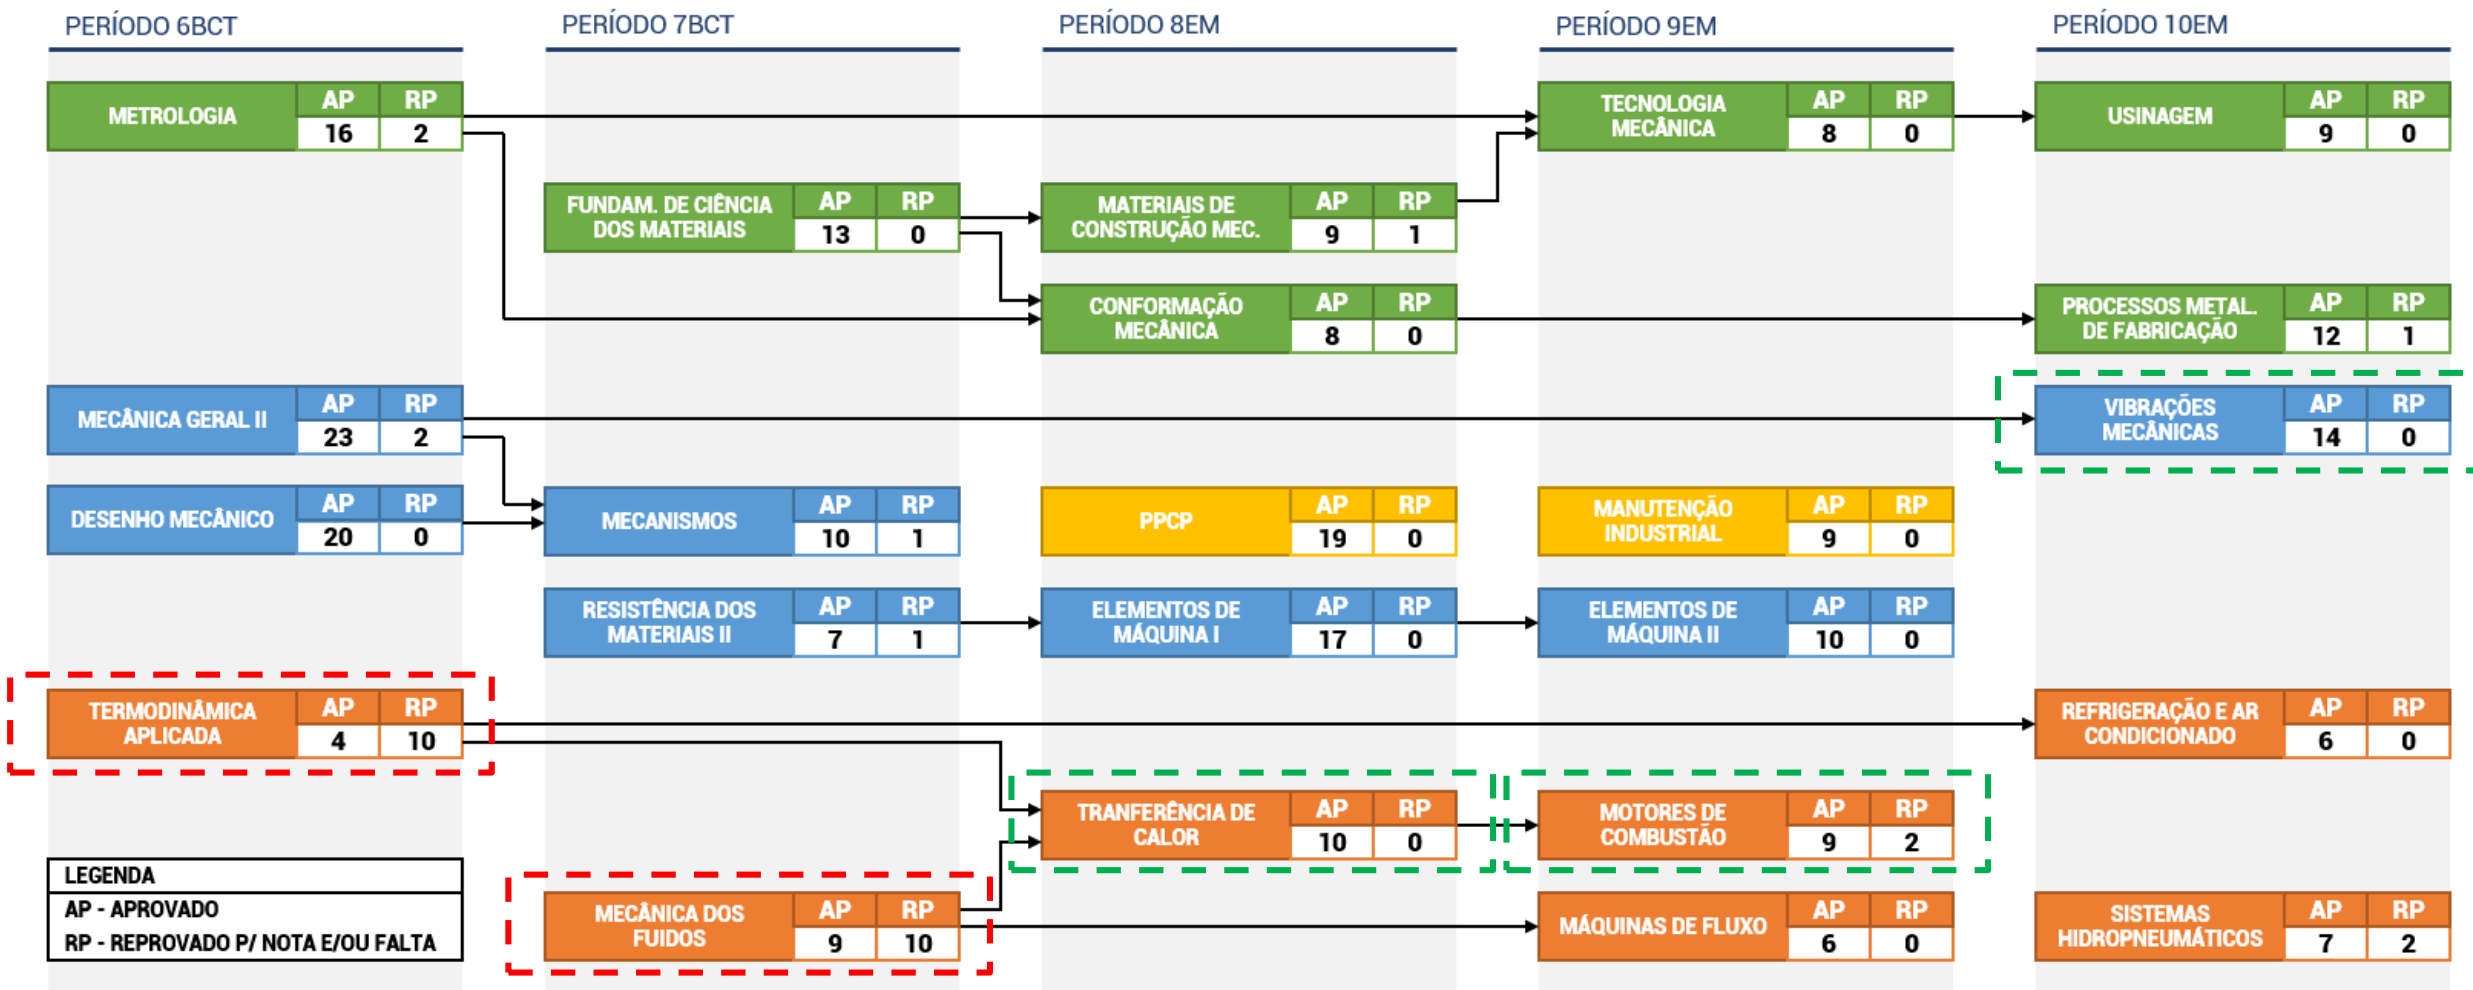 PERÍODO 6BCT
METROLOGIA AP RP
16 2
MECÂNICA GERAL II AP RP
23 2
DESENHO MECÂNICO AP RP
20 0
TERMODINÂMICA
APLICADA
AP RP
4 10
LEGENDA
AP - APROVADO
RP - REPROVADO P/ NOTA E/OU FALTA
PERÍODO 7BCT
FUNDAM. DE CIÊNCIA
DOS MATERIAIS
AP RP
13 0
MECANISMOS AP RP
10 1
RESISTÊNCIA DOS
MATERIAIS II
AP RP
7 1
MECÂNICA DOS
FUIDOS
AP RP
9 10
PERÍODO 8EM
MATERIAIS DE
CONSTRUÇÃO MEC.
AP RP
9 1
CONFORMAÇÃO
MECÂNICA
AP RP
8 0
PPCP AP RP
19 0
ELEMENTOS DE
MÁQUINA I
AP RP
17 0
TRANFERÊNCIA DE
CALOR
AP RP
10 0
PERÍODO 9EM
TECNOLOGIA
MECÂNICA
AP RP
8 0
MANUTENÇÃO
INDUSTRIAL
AP RP
9 0
ELEMENTOS DE
MÁQUINA II
AP RP
10 0
MOTORES DE
COMBUSTÃO
AP RP
9 2
MÁQUINAS DE FLUXO AP RP
6 0
PERÍODO 10EM
USINAGEM AP RP
9 0
PROCESSOS METAL.
DE FABRICAÇÃO
AP RP
12 1
VIBRAÇÕES
MECÂNICAS
AP RP
14 0
REFRIGERAÇÃO E AR
CONDICIONADO
AP RP
6 0
SISTEMAS
HIDROPNEUMÁTICOS
AP RP
7 2